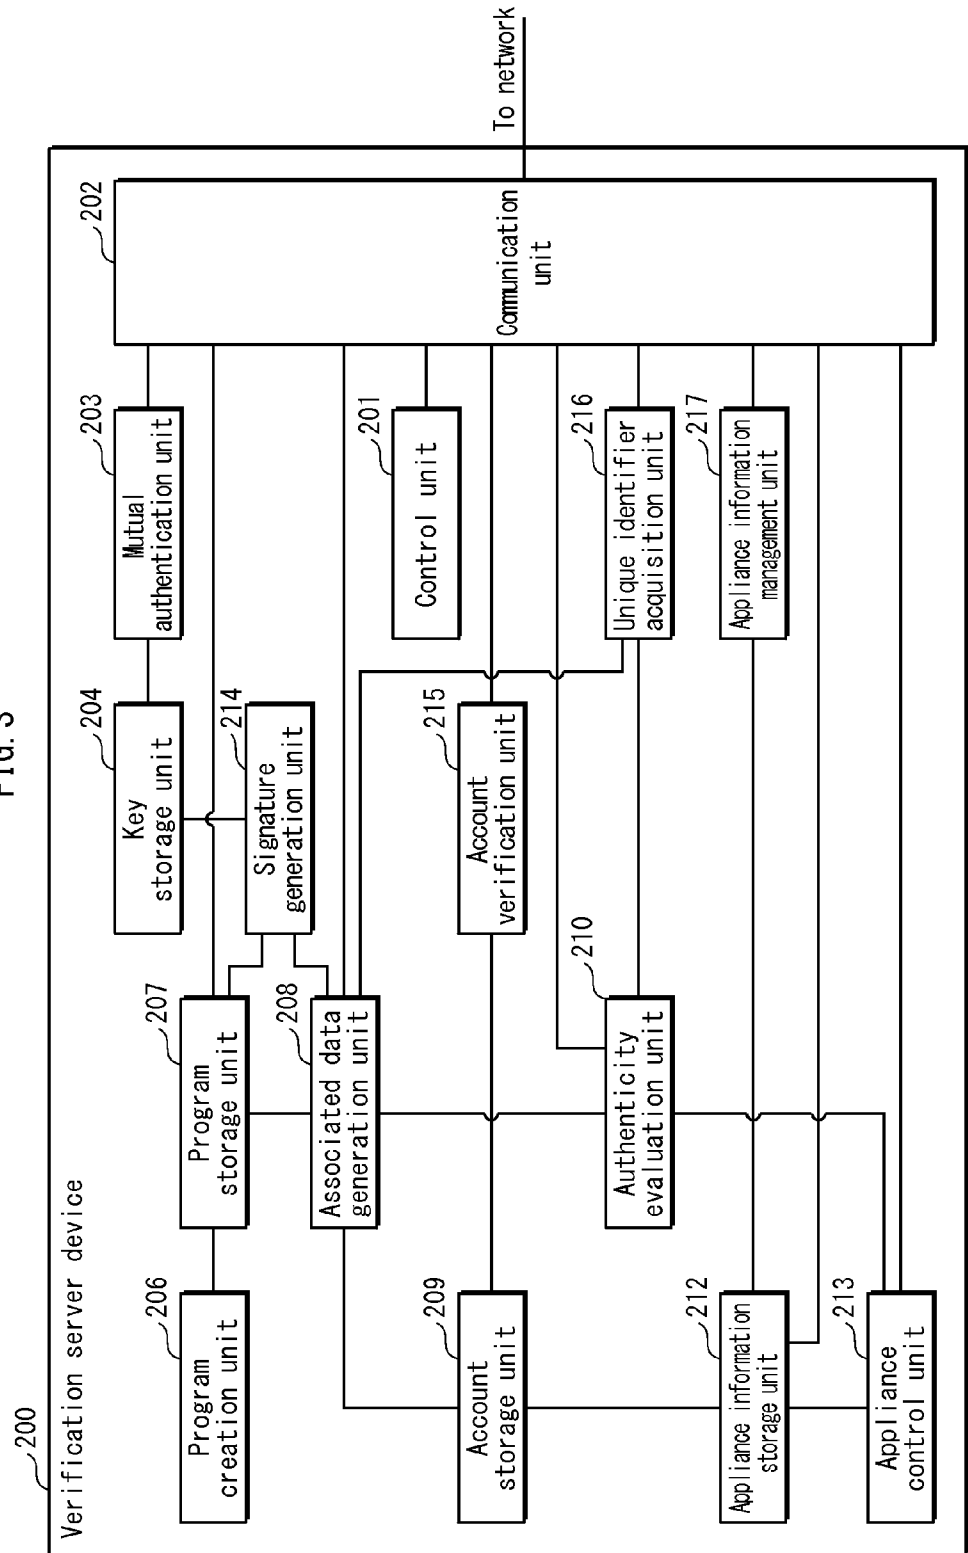 FIG. 3
200
Verification server device
206
Program
creation unit
207
Program
storage unit
204
Key
storage unit
203
Mutual
authentication unit
202
Communication
unit
To network
214
Signature
generation unit
208
Associated data
generation unit
201
Control unit
209
Account
storage unit
215
Account
verification unit
210
Authenticity
evaluation unit
216
Unique identifier
acquisition unit
212
Appliance information
storage unit
217
Appliance information
management unit
213
Appliance
control unit